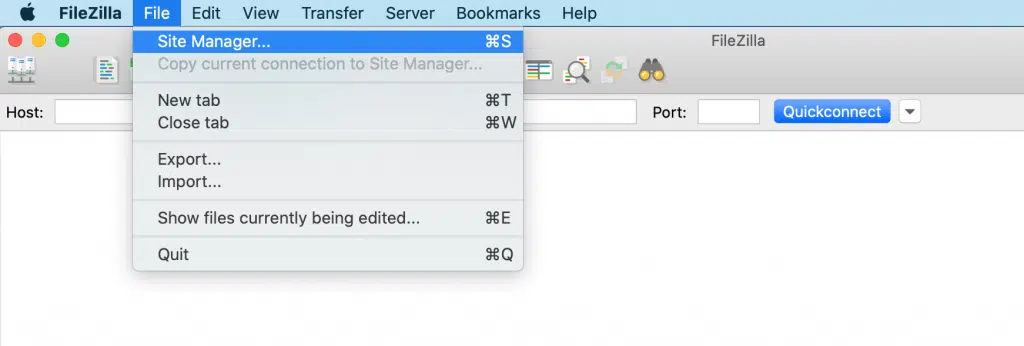 FileZilla File Edit View Transfer Server Bookmarks Help
FileZilla
Site Manager... ⌘S
Copy current connection to Site Manager...
New tab ⌘T
Close tab ⌘W
Export...
Import...
Show files currently being edited... ⌘E
Quit ⌘Q
Host: Port: Quickconnect